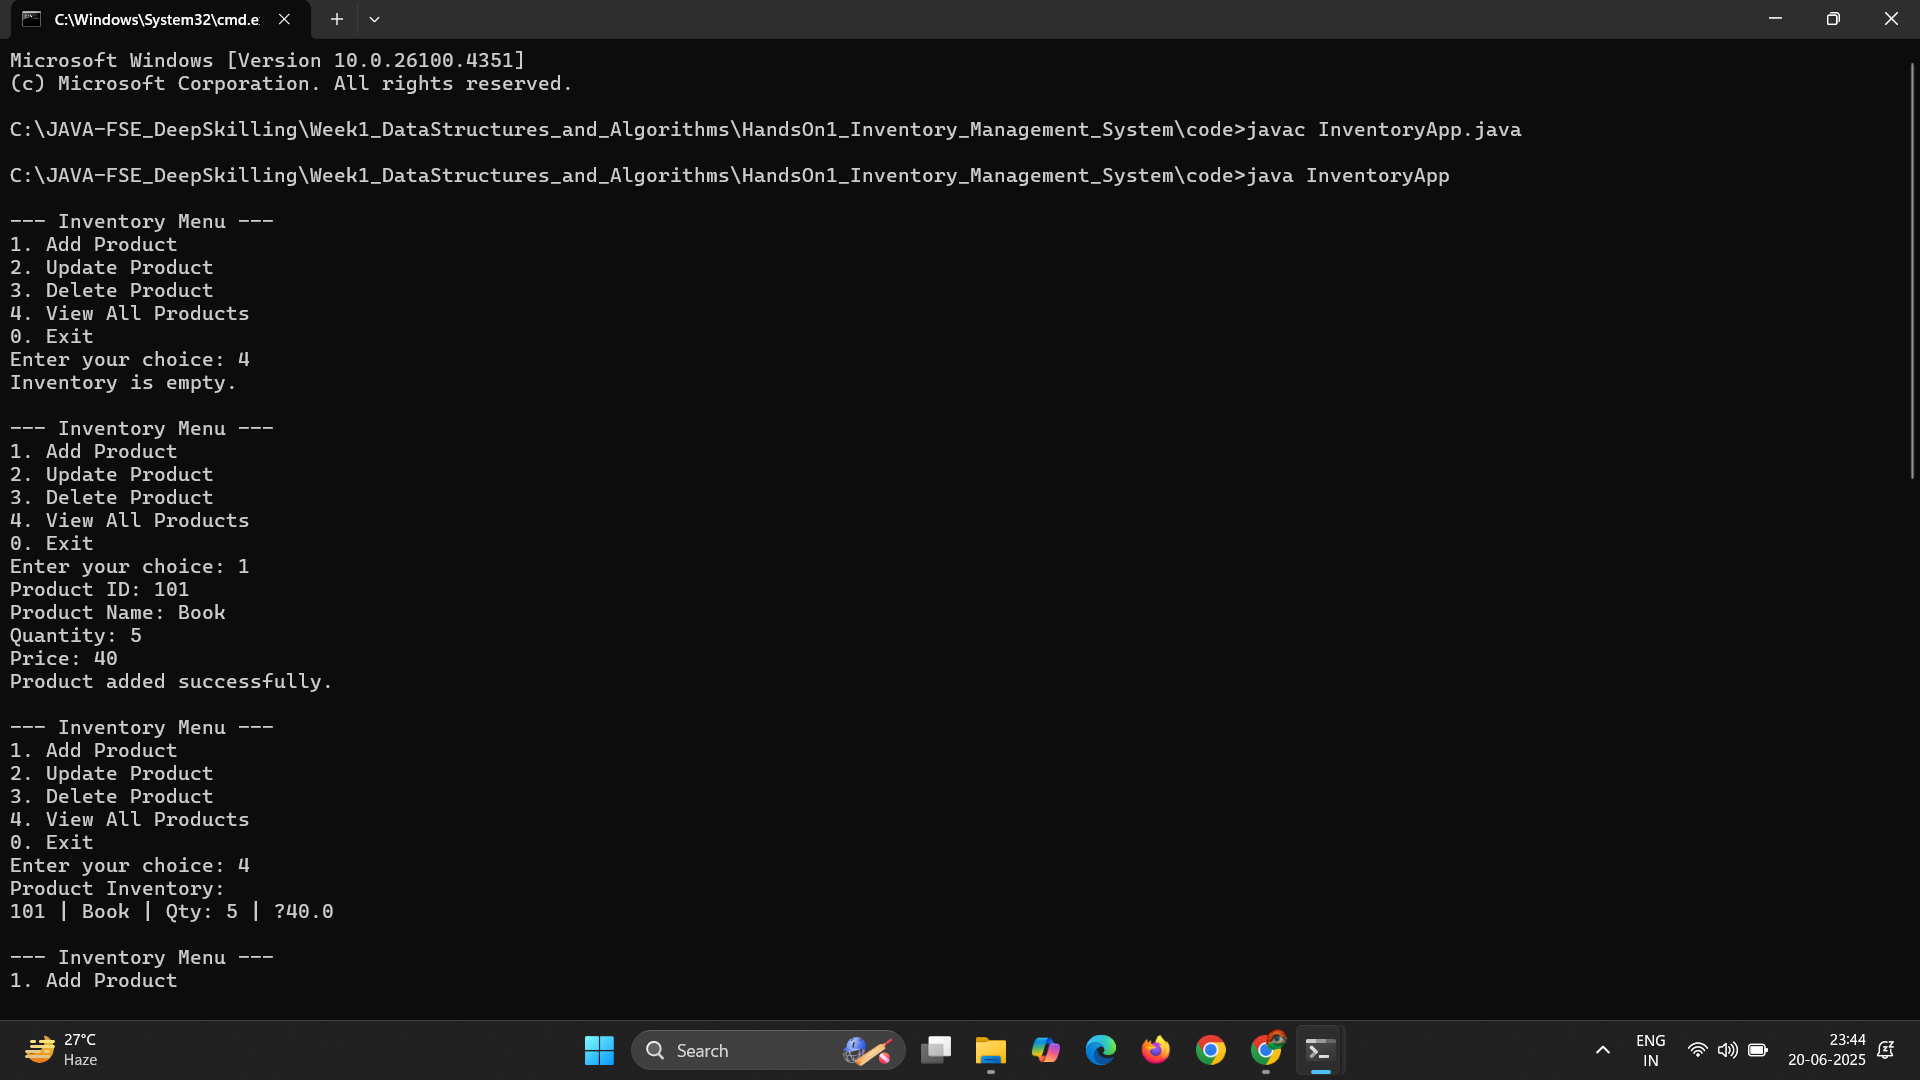 C:\Windows\System32\cmd.e
Microsoft Windows [Version 10.0.26100.4351]
(c) Microsoft Corporation. All rights reserved.
C:\JAVA-FSE_DeepSkilling\Week1_DataStructures_and_Algorithms\HandsOn1_Inventory_Management_System\code>javac InventoryApp.java
C:\JAVA-FSE_DeepSkilling\Week1_DataStructures_and_Algorithms\HandsOn1_Inventory_Management_System\code>java InventoryApp
--- Inventory Menu ---
1. Add Product
2. Update Product
3. Delete Product
4. View All Products
0. Exit
Enter your choice: 4
Inventory is empty.
--- Inventory Menu ---
1. Add Product
2. Update Product
3. Delete Product
4. View All Products
0. Exit
Enter your choice: 1
Product ID: 101
Product Name: Book
Quantity: 5
Price: 40
Product added successfully.
--- Inventory Menu ---
1. Add Product
2. Update Product
3. Delete Product
4. View All Products
0. Exit
Enter your choice: 4
Product Inventory:
101 | Book | Qty: 5 | ?40.0
--- Inventory Menu ---
1. Add Product
27°C
Haze
Search
ENG
IN
23:44
20-06-2025